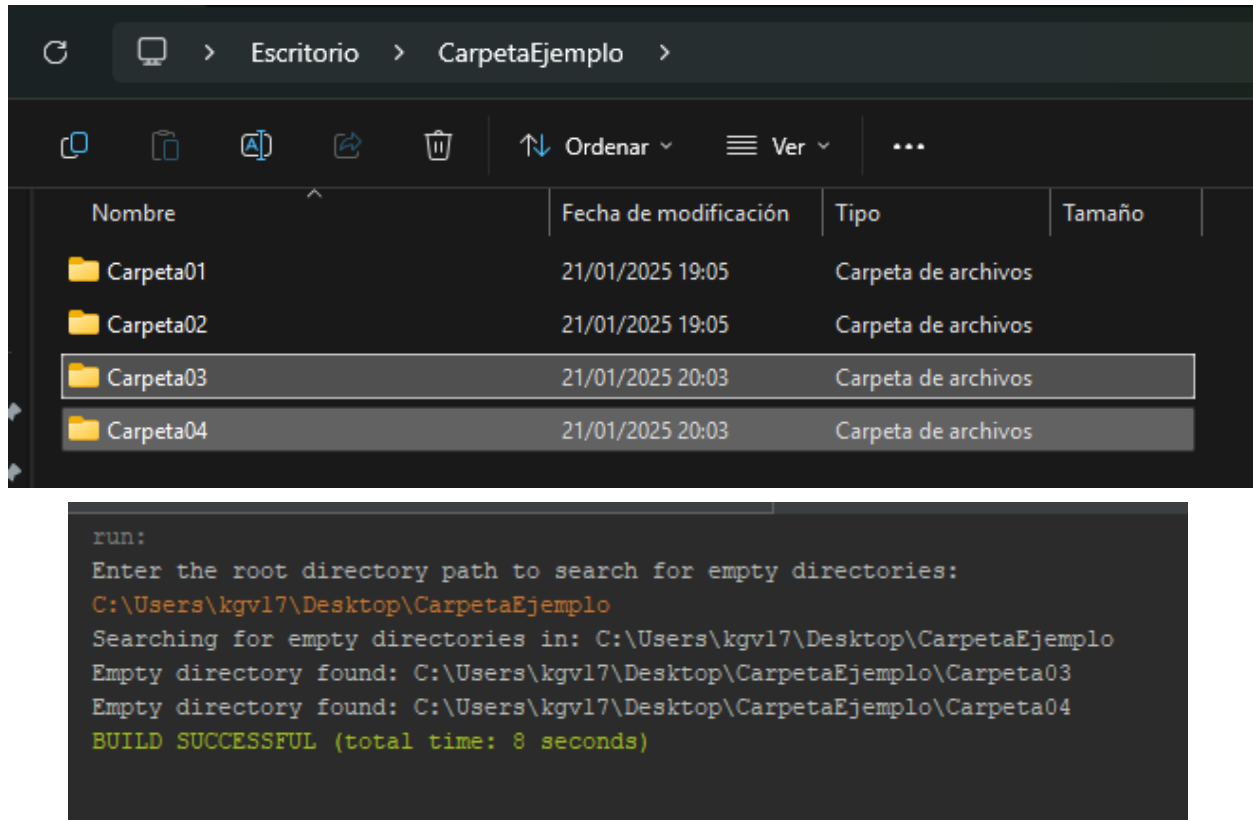 > Escritorio > CarpetaEjemplo >
Ordenar Ver ...
Nombre Fecha de modificación Tipo Tamaño
Carpeta01 21/01/2025 19:05 Carpeta de archivos
Carpeta02 21/01/2025 19:05 Carpeta de archivos
Carpeta03 21/01/2025 20:03 Carpeta de archivos
Carpeta04 21/01/2025 20:03 Carpeta de archivos
run:
Enter the root directory path to search for empty directories:
C:\Users\kgvl7\Desktop\CarpetaEjemplo
Searching for empty directories in: C:\Users\kgvl7\Desktop\CarpetaEjemplo
Empty directory found: C:\Users\kgvl7\Desktop\CarpetaEjemplo\Carpeta03
Empty directory found: C:\Users\kgvl7\Desktop\CarpetaEjemplo\Carpeta04
BUILD SUCCESSFUL (total time: 8 seconds)